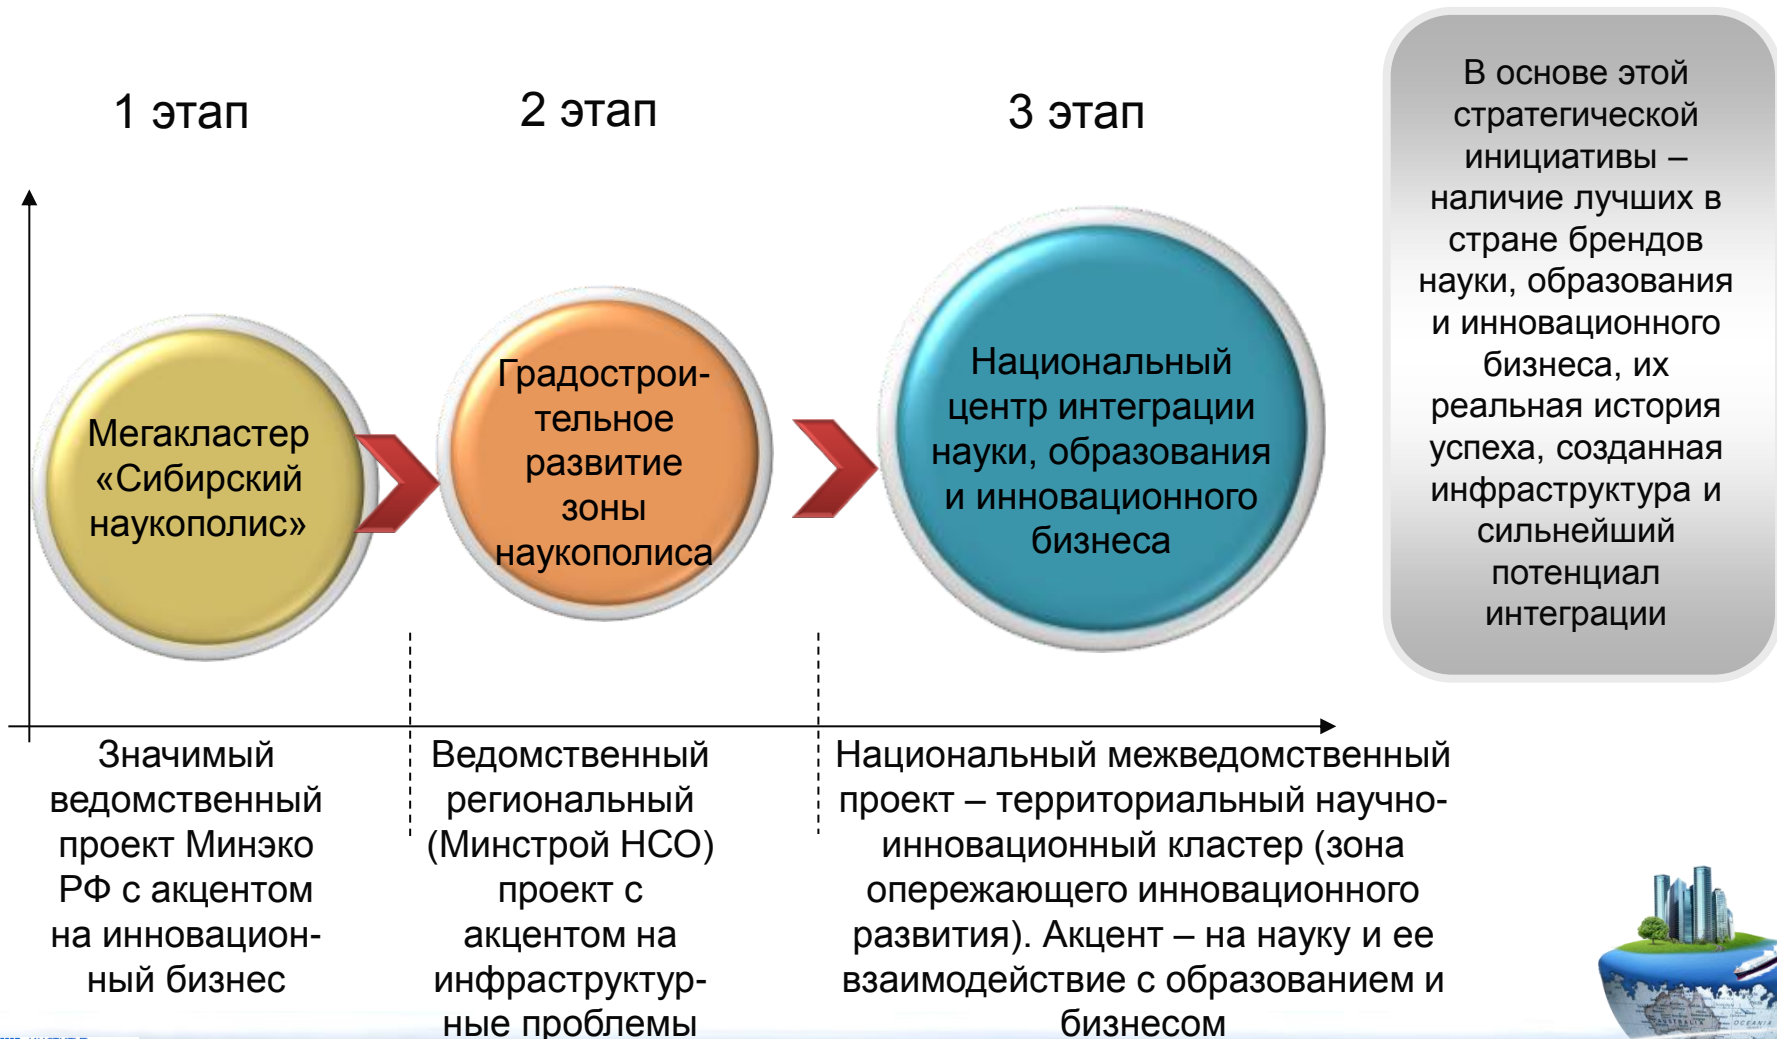 1 этап
2 этап
3 этап
Мегакластер
«Сибирский
наукополис»
Градострои-
тельное
развитие
зоны
наукополиса
Национальный
центр интеграции
науки, образования
и инновационного
бизнеса
В основе этой
стратегической
инициативы –
наличие лучших в
стране брендов
науки, образования
и инновационного
бизнеса, их
реальная история
успеха, созданная
инфраструктура и
сильнейший
потенциал
интеграции
Значимый
ведомственный
проект Минэко
РФ с акцентом
на инновацион-
ный бизнес
Ведомственный
региональный
(Минстрой НСО)
проект с
акцентом на
инфраструктур-
ные проблемы
Национальный межведомственный
проект – территориальный научно-
инновационный кластер (зона
опережающего инновационного
развития). Акцент – на науку и ее
взаимодействие с образованием и
бизнесом
AUSTRALIA
OCEANIA